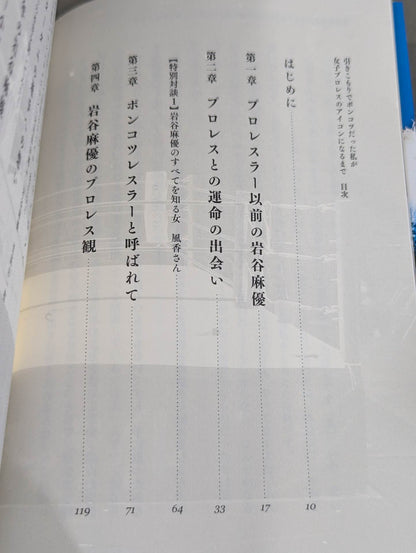 引きこもりでポンコツだった私が
女子プロレスのアイコンになるまで　目次
はじめに 10
第一章　プロレスラー以前の岩谷麻優 17
第二章　プロレスとの運命の出会い 33
【特別対談1】岩谷麻優のすべてを知る女　風香さん 64
第三章　ポンコツレスラーと呼ばれて 71
第四章　岩谷麻優のプロレス観 119